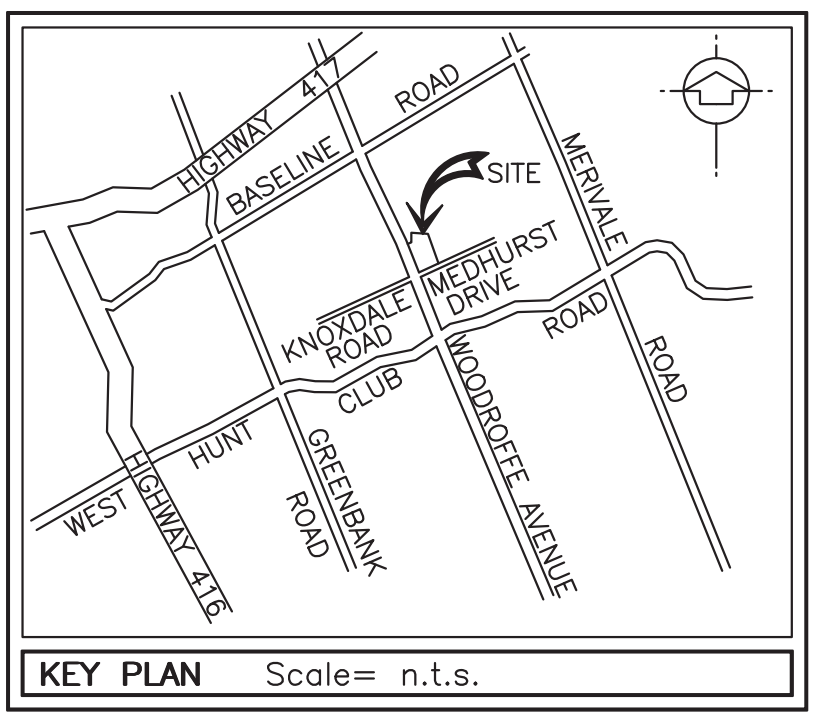 HIGHWAY 417
BASELINE ROAD
SITE
MERIVALE ROAD
MEDHURST
DRIVE
KNOXDALE
ROAD
WEST HUNT CLUB ROAD
WOODROFFE AVENUE
GREENBANK
ROAD
HIGHWAY 416
KEY PLAN Scale= n.t.s.